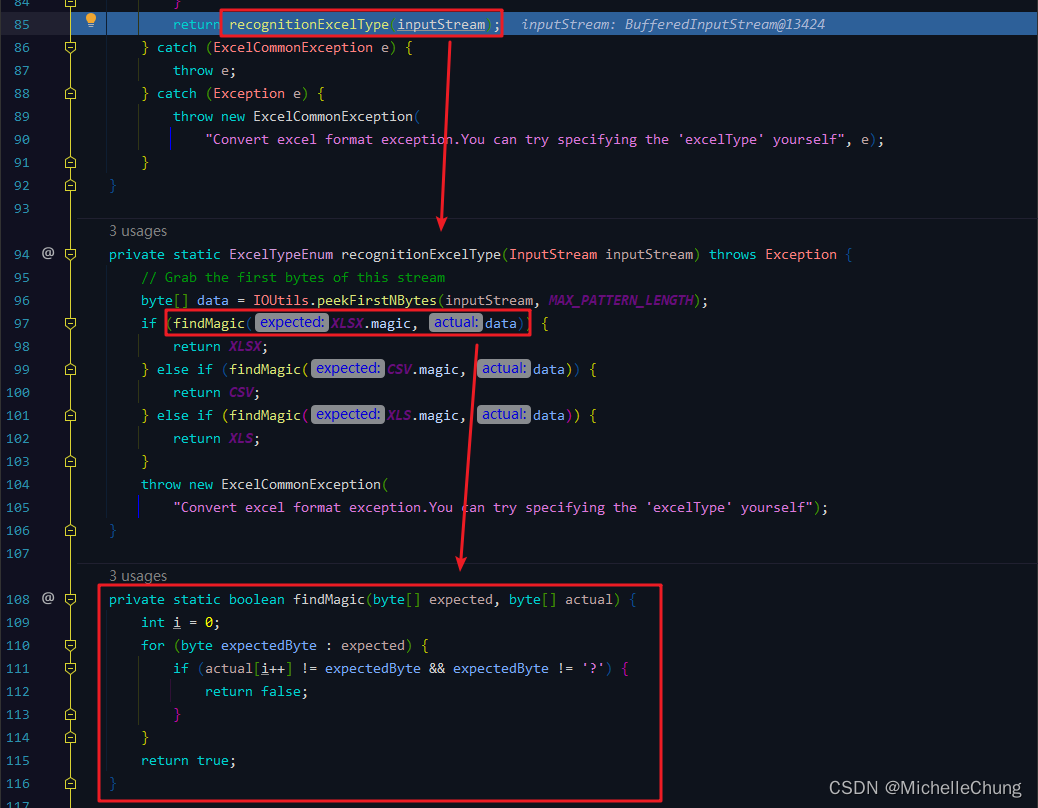 84 }
85 return recognitionExcelType(inputStream); inputStream: BufferedInputStream@13424
86 } catch (ExcelCommonException e) {
87 throw e;
88 } catch (Exception e) {
89 throw new ExcelCommonException(
90 "Convert excel format exception.You can try specifying the 'excelType' yourself", e);
91 }
92 }
93
3 usages
94 @ private static ExcelTypeEnum recognitionExcelType(InputStream inputStream) throws Exception {
95 // Grab the first bytes of this stream
96 byte[] data = IOUtils.peekFirstNBytes(inputStream, MAX_PATTERN_LENGTH);
97 if (findMagic( expected: XLSX.magic, actual: data)) {
98 return XLSX;
99 } else if (findMagic( expected: CSV.magic, actual: data)) {
100 return CSV;
101 } else if (findMagic( expected: XLS.magic, actual: data)) {
102 return XLS;
103 }
104 throw new ExcelCommonException(
105 "Convert excel format exception.You can try specifying the 'excelType' yourself");
106 }
107
3 usages
108 @ private static boolean findMagic(byte[] expected, byte[] actual) {
109 int i = 0;
110 for (byte expectedByte : expected) {
111 if (actual[i++] != expectedByte && expectedByte != '?') {
112 return false;
113 }
114 }
115 return true;
116 }
117
CSDN @MichelleChung